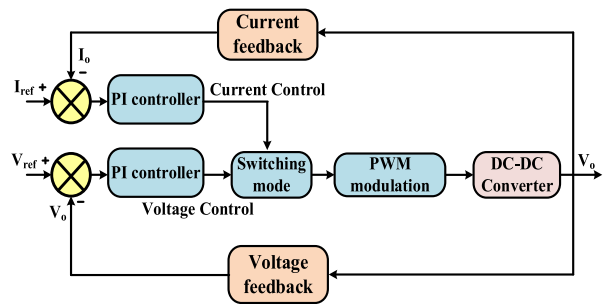 Current
feedback
Io
−
Iref +
PI controller
Current Control
Vref +
PI controller
Switching
mode
PWM
modulation
DC-DC
Converter
Vo
Vo
−
Voltage Control
Voltage
feedback